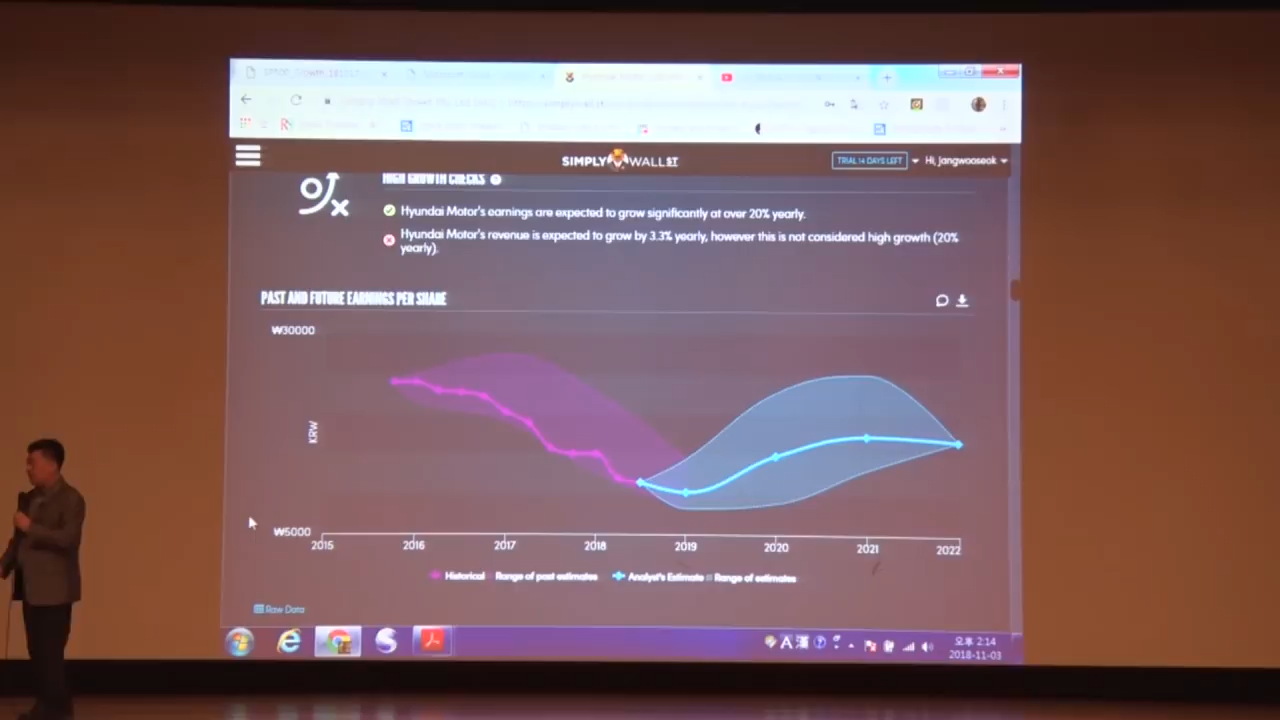 SIMPLY WALL ST
TRIAL 14 DAYS LEFT
Hi, Jangwooseok
HIGH GROWTH CHECKS
Hyundai Motor's earnings are expected to grow significantly at over 20% yearly.
Hyundai Motor's revenue is expected to grow by 3.3% yearly, however this is not considered high growth (20%
yearly).
PAST AND FUTURE EARNINGS PER SHARE
₩30000
KRW
₩5000
2015 2016 2017 2018 2019 2020 2021 2022
Historical Range of past estimates Analyst's Estimate Range of estimates
Raw Data
A 漢
오후 2:14
2018-11-03